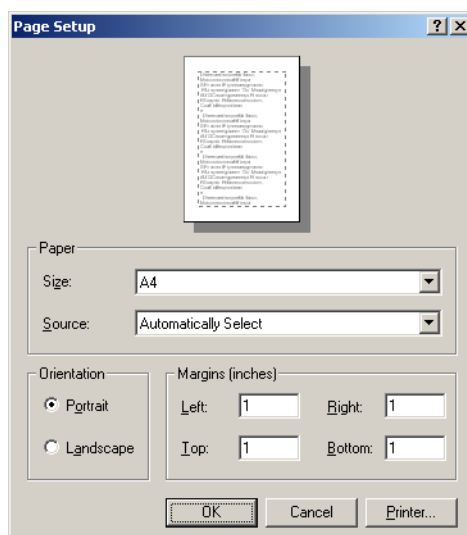 Page Setup
Paper
Size: A4
Source: Automatically Select
Orientation
Portrait
Landscape
Margins (inches)
Left: 1 Right: 1
Top: 1 Bottom: 1
OK Cancel Printer...